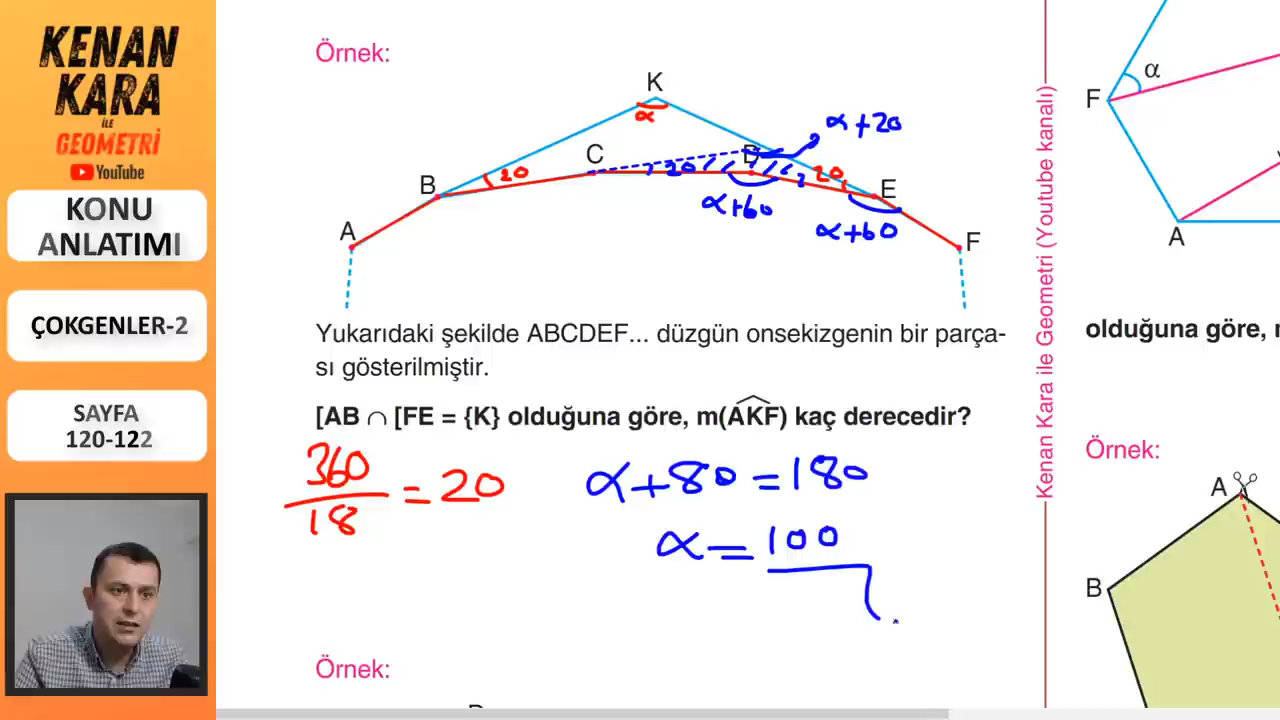 KENAN
KARA
İLE
GEOMETRİ
YouTube
KONU
ANLATIMI
ÇOKGENLER-2
SAYFA
120-122
Örnek:
K
α
α+20
C
20
D
20
20
B
E
α+60
α+60
A
F
Yukarıdaki şekilde ABCDEF... düzgün onsekizgenin bir parça-
sı gösterilmiştir.
[AB ∩ [FE = {K} olduğuna göre, m(AKF) kaç derecedir?
360
18
= 20
α+80 = 180
α = 100
Örnek:
Kenan Kara ile Geometri (Youtube kanalı)
α
F
A
olduğuna göre, r
Örnek:
A
B